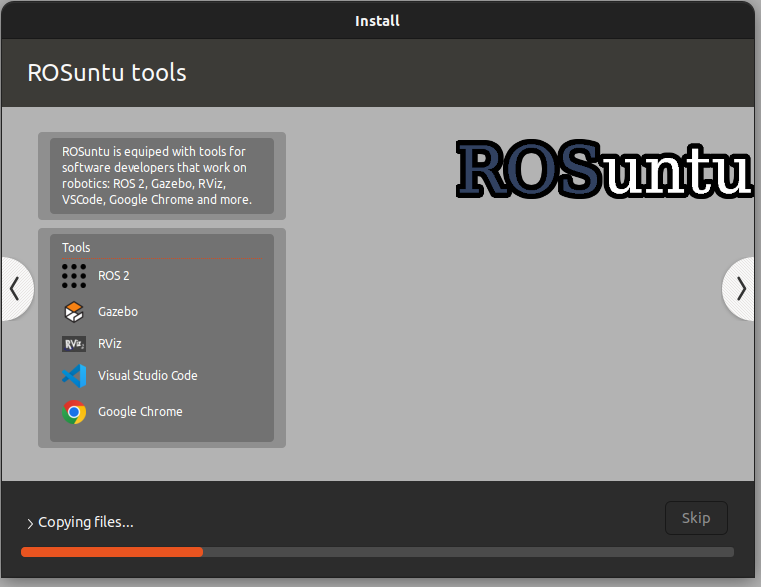 Install
ROSuntu tools
ROSuntu is equiped with tools for
software developers that work on
robotics: ROS 2, Gazebo, RViz,
VSCode, Google Chrome and more.
ROSuntu
Tools
ROS 2
Gazebo
RViz
RViz
Visual Studio Code
Google Chrome
Copying files...
Skip